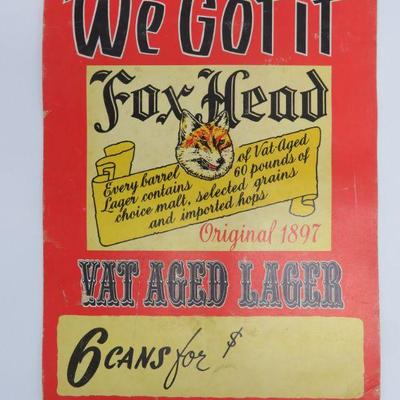 We Got it
Fox Head
Every barrel of Vat-Aged
Lager contains 60 pounds of
choice malt, selected grains
and imported hops
Original 1897
VAT AGED LAGER
6 CANS for $